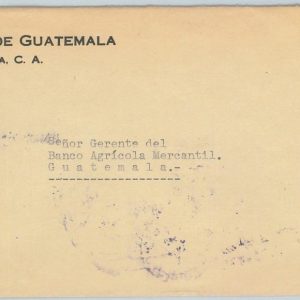 DE GUATEMALA
A, C. A.
Señor Gerente del
Banco Agrícola Mercantil.
Guatemala.-